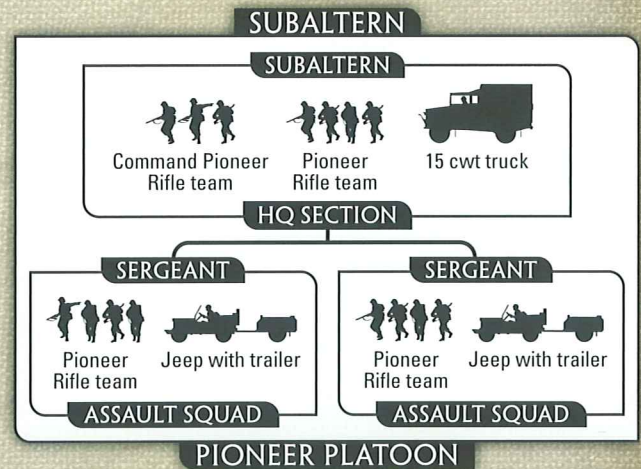 SUBALTERN
SUBALTERN
Command Pioneer
Rifle team
Pioneer
Rifle team
15 cwt truck
HQ SECTION
SERGEANT
Pioneer
Rifle team
Jeep with trailer
ASSAULT SQUAD
SERGEANT
Pioneer
Rifle team
Jeep with trailer
ASSAULT SQUAD
PIONEER PLATOON